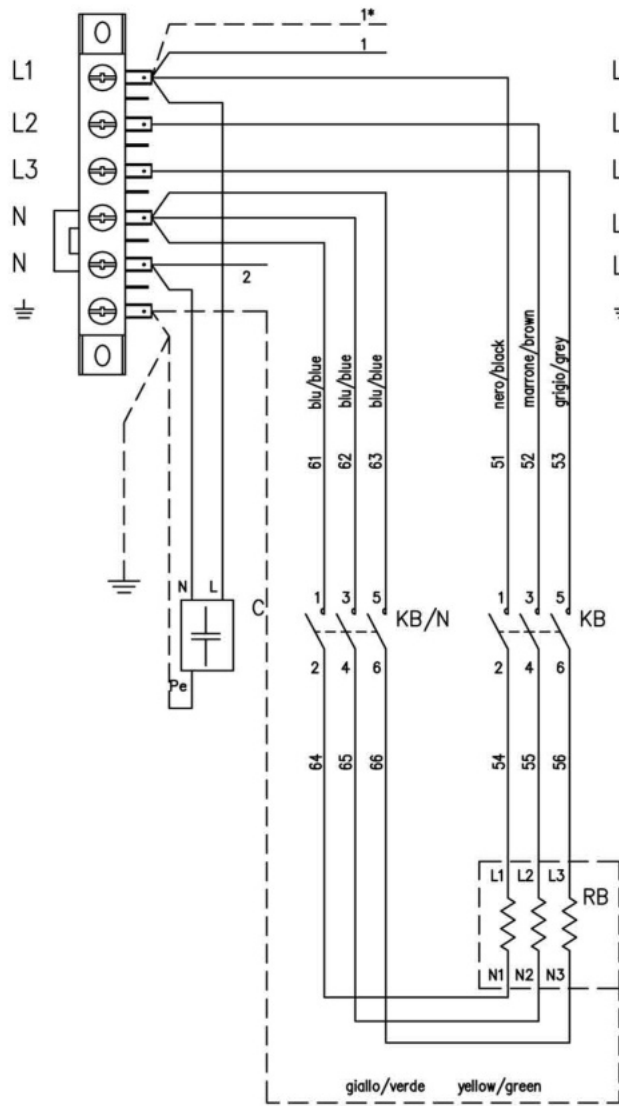 1*
1
L1
L
L2
L
L3
L
N
L
N
L
2
blu/blue
blu/blue
blu/blue
nero/black
marrone/brown
grigio/grey
61
62
63
51
52
53
N L
C
1 3 5
KB/N
1 3 5
KB
2 4 6
2 4 6
Pe
64
65
66
54
55
56
L1 L2 L3
RB
N1 N2 N3
giallo/verde yellow/green